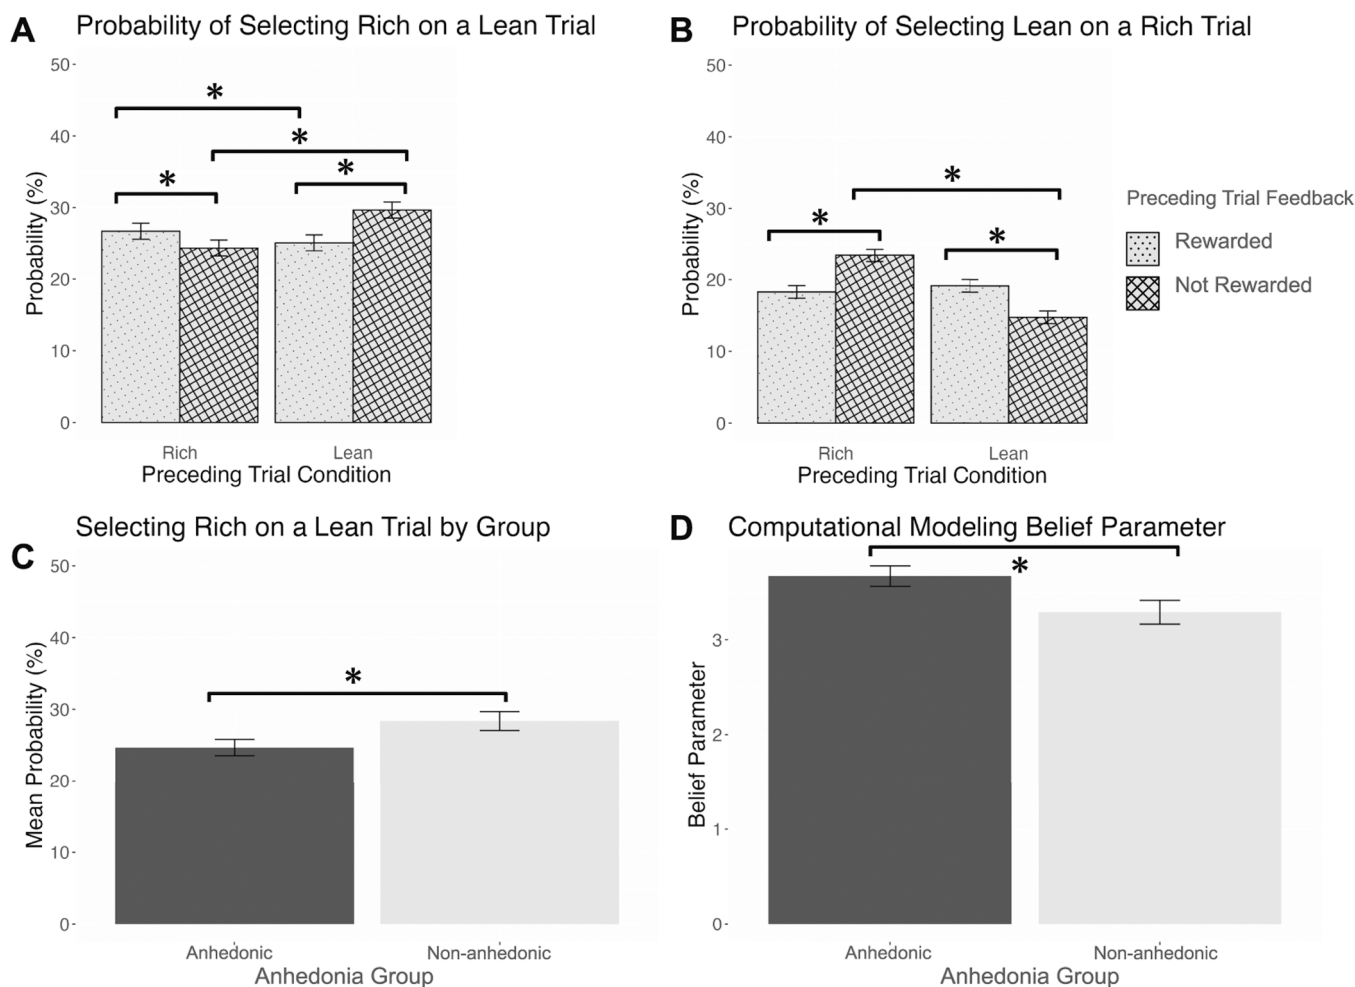 A Probability of Selecting Rich on a Lean Trial
50
40
30
20
10
0
Probability (%)
*
*
*
*
Rich
Lean
Preceding Trial Condition
B Probability of Selecting Lean on a Rich Trial
50
40
30
20
10
0
Probability (%)
*
*
*
Rich
Lean
Preceding Trial Condition
Preceding Trial Feedback
Rewarded
Not Rewarded
C Selecting Rich on a Lean Trial by Group
50
40
30
20
10
0
Mean Probability (%)
*
Anhedonic
Non-anhedonic
Anhedonia Group
D Computational Modeling Belief Parameter
3
2
1
0
Belief Parameter
*
Anhedonic
Non-anhedonic
Anhedonia Group